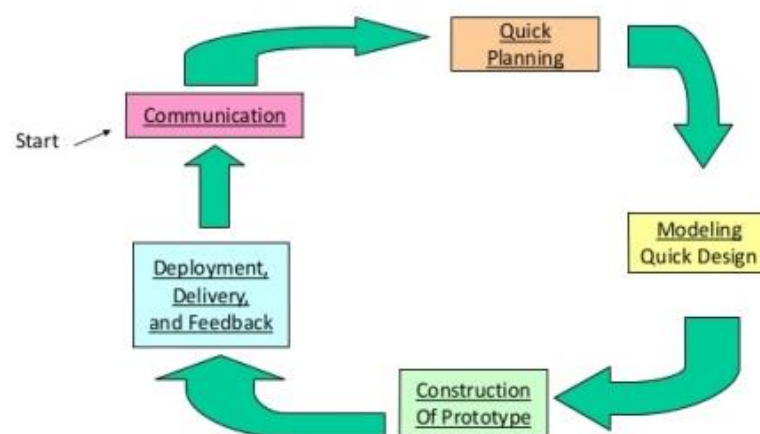 Quick
Planning
Communication
Start
Modeling
Quick Design
Deployment,
Delivery,
and Feedback
Construction
Of Prototype